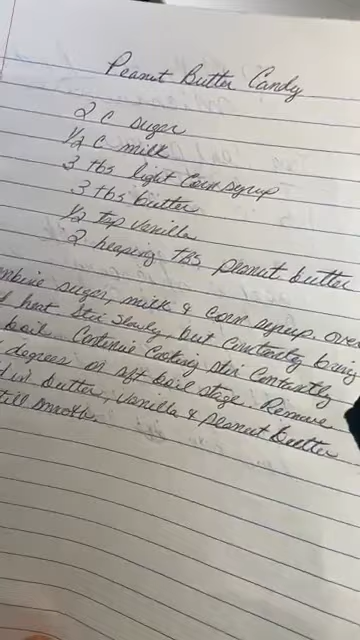 Peanut Butter Candy
2 C sugar
1/2 C milk
3 tbs light Corn syrup
3 tbs butter
1/2 tsp vanilla
2 heaping TBS peanut butter
mbine sugar, milk & corn syrup over
heat Stir Slowly but Constantly bring
boil. Continue Cooking stir Constantly
degrees or soft boil stage. Remove
d in butter, vanilla & peanut butter
till smooth.